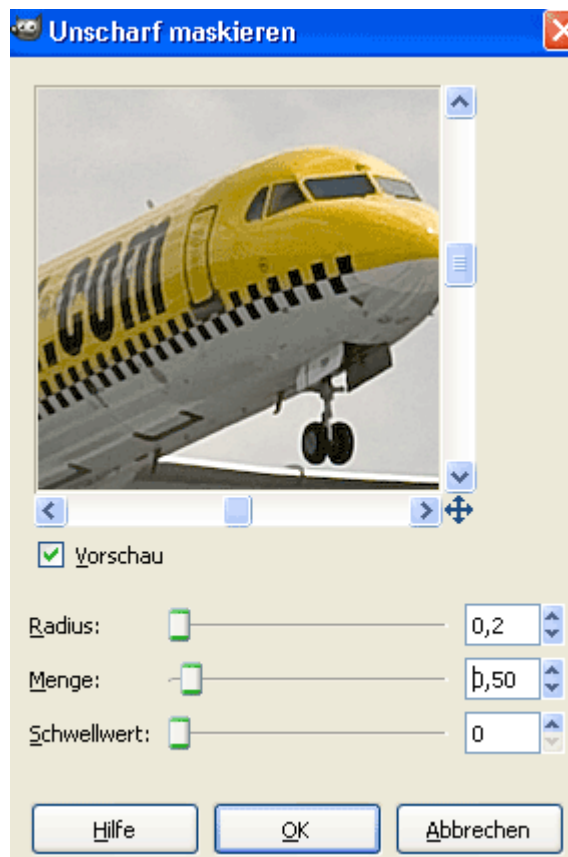 Unscharf maskieren
.com
Vorschau
Radius: 0,2
Menge: 0,50
Schwellwert: 0
Hilfe OK Abbrechen